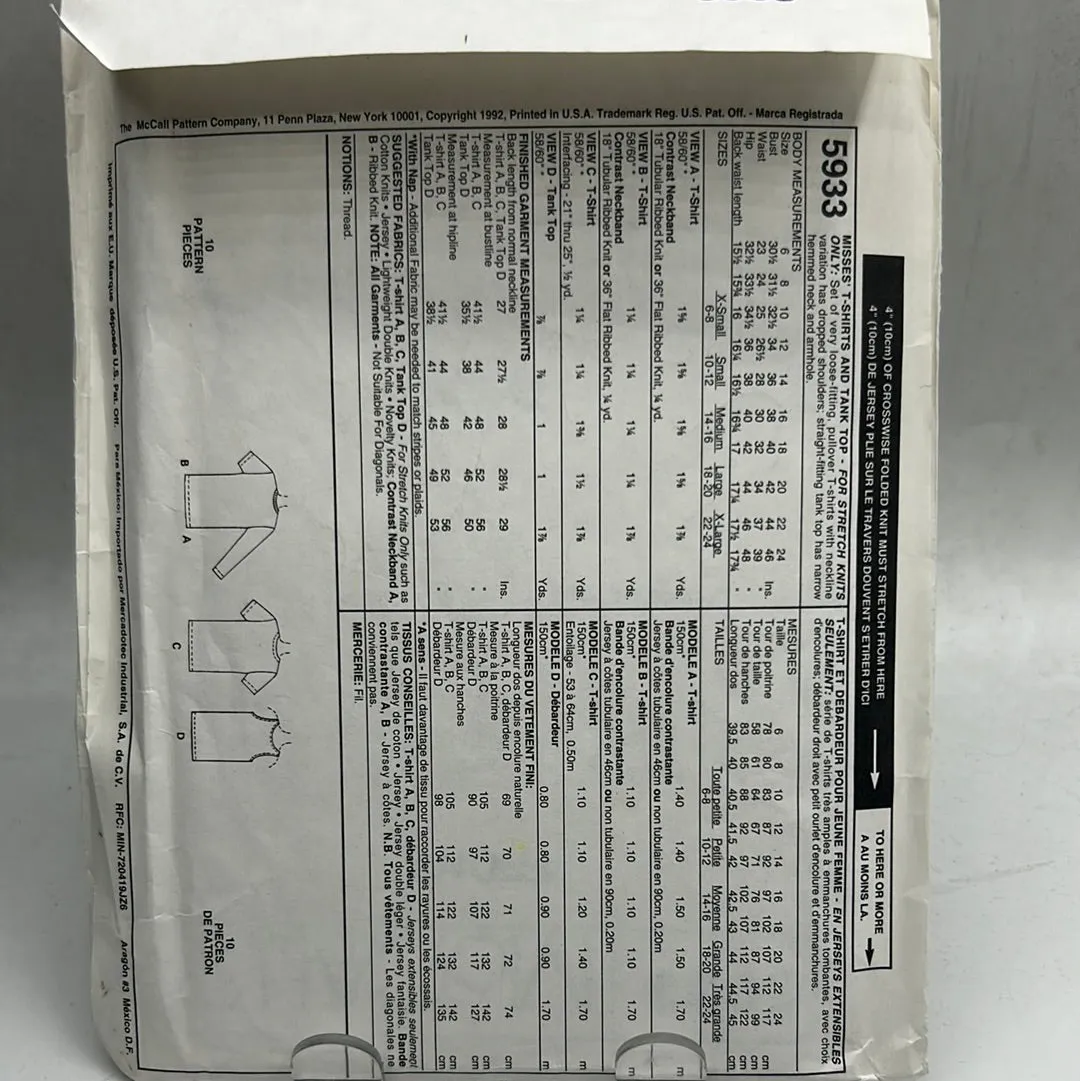 The McCall Pattern Company, 11 Penn Plaza, New York 10001, Copyright 1992, Printed in U.S.A. Trademark Reg. U.S. Pat. Off. - Marca Registrada
4" (10cm) OF CROSSWISE FOLDED KNIT MUST STRETCH FROM HERE
4" (10cm) DE JERSEY PLIE SUR LE TRAVERS DOUVENT S'ETIRER D'ICI
TO HERE OR MORE
A AU MOINS LA.
5933
MISSES' T-SHIRTS AND TANK TOP - FOR STRETCH KNITS
ONLY: Set of very loose-fitting, pullover T-shirts with neckline
variation has dropped shoulders; straight-fitting tank top has narrow
hemmed neck and armhole.
BODY MEASUREMENTS
Size 6 8 10 12 14 16 18 20 22 24
Bust 30½ 31½ 32½ 34 36 38 40 42 44 46 Ins.
Waist 23 24 25 26½ 28 30 32 34 37 39 "
Hip 32½ 33½ 34½ 36 38 40 42 44 46 48 "
Back waist length 15½ 15¾ 16 16¼ 16½ 16¾ 17 17¼ 17½ 17¾ "
SIZES X-Small Small Medium Large X-Large
6-8 10-12 14-16 18-20 22-24
VIEW A - T-Shirt
58/60" * 1⅝ 1⅝ 1⅝ 1⅝ 1⅞ Yds.
Contrast Neckband
18" Tubular Ribbed Knit or 36" Flat Ribbed Knit, ¼ yd.
VIEW B - T-Shirt
58/60" * 1¼ 1¼ 1¼ 1¼ 1⅞ Yds.
Contrast Neckband
18" Tubular Ribbed Knit or 36" Flat Ribbed Knit, ¼ yd.
VIEW C - T-Shirt
58/60" * 1¼ 1¼ 1⅜ 1½ 1⅞ Yds.
Interfacing - 21" thru 25", ½ yd.
VIEW D - Tank Top
58/60" * ⅞ ⅞ 1 1 1⅞ Yds.
FINISHED GARMENT MEASUREMENTS
Back length from normal neckline
T-shirt A, B, C, Tank Top D 27 27½ 28 28½ 29 Ins.
Measurement at bustline
T-shirt A, B, C 41½ 44 48 52 56 "
Tank Top D 35½ 38 42 46 50 "
Measurement at hipline
T-shirt A, B, C 41½ 44 48 52 56 "
Tank Top D 38½ 41 45 49 53 "
*With Nap - Additional Fabric may be needed to match stripes or plaids.
SUGGESTED FABRICS: T-shirt A, B, C, Tank Top D - For Stretch Knits Only such as
Cotton Knits • Jersey • Lightweight Double Knits • Novelty Knits: Contrast Neckband A,
B - Ribbed Knit. NOTE: All Garments - Not Suitable For Diagonals.
NOTIONS: Thread.
T-SHIRT ET DEBARDEUR POUR JEUNE FEMME - EN JERSEYS EXTENSIBLES
SEULEMENT: série de T-shirts très amples à emmanchures tombantes, avec choix
d'encolures; débardeur droit avec petit ourlet d'encolure et d'emmanchures.
MESURES
Taille 6 8 10 12 14 16 18 20 22 24
Tour de poitrine 78 80 83 87 92 97 102 107 112 117 cm
Tour de taille 58 61 64 67 71 76 81 87 94 99 cm
Tour de hanches 83 85 88 92 97 102 107 112 117 122 cm
Longueur dos 39.5 40 40.5 41.5 42 42.5 43 44 44.5 45 cm
TAILLES Toute petite Petite Moyenne Grande Très grande
6-8 10-12 14-16 18-20 22-24
MODELE A - T-shirt
150cm* 1.40 1.40 1.50 1.50 1.70 m
Bande d'encolure contrastante
Jersey à côtes tubulaire en 46cm ou non tubulaire en 90cm, 0.20m
MODELE B - T-shirt
150cm* 1.10 1.10 1.10 1.10 1.70 m
Bande d'encolure contrastante
Jersey à côtes tubulaire en 46cm ou non tubulaire en 90cm, 0.20m
MODELE C - T-shirt
150cm* 1.10 1.10 1.20 1.40 1.70 m
Entoilage - 53 à 64cm, 0.50m
MODELE D - Débardeur
150cm* 0.80 0.80 0.90 0.90 1.70 m
MESURES DU VETEMENT FINI:
Longueur dos depuis encolure naturelle
T-shirt A, B, C, débardeur D 69 70 71 72 74 cm
Mesure à la poitrine
T-shirt A, B, C 105 112 122 132 142 cm
Débardeur D 90 97 107 117 127 cm
Mesure aux hanches
T-shirt A, B, C 105 112 122 132 142 cm
Débardeur D 98 104 114 124 135 cm
*A sens - Il faut davantage de tissu pour raccorder les rayures ou les écossais.
TISSUS CONSEILLES: T-shirt A, B, C, débardeur D - Jerseys extensibles seulement
tels que Jersey de coton • Jersey • Jersey double léger • Jersey fantaisie. Bande
contrastante A, B - Jersey à côtes. N.B. Tous vêtements - Les diagonales ne
conviennent pas.
MERCERIE: Fil.
10
PATTERN
PIECES
B
A
C
D
10
PIECES
DE PATRON
Imprimé aux E.U. Marque déposée U.S. Pat. Off. Para México: Importado por Mercadotec Industrial, S.A. de C.V. RFC: MIN-720419JZ6 Aragón #3 México D.F.